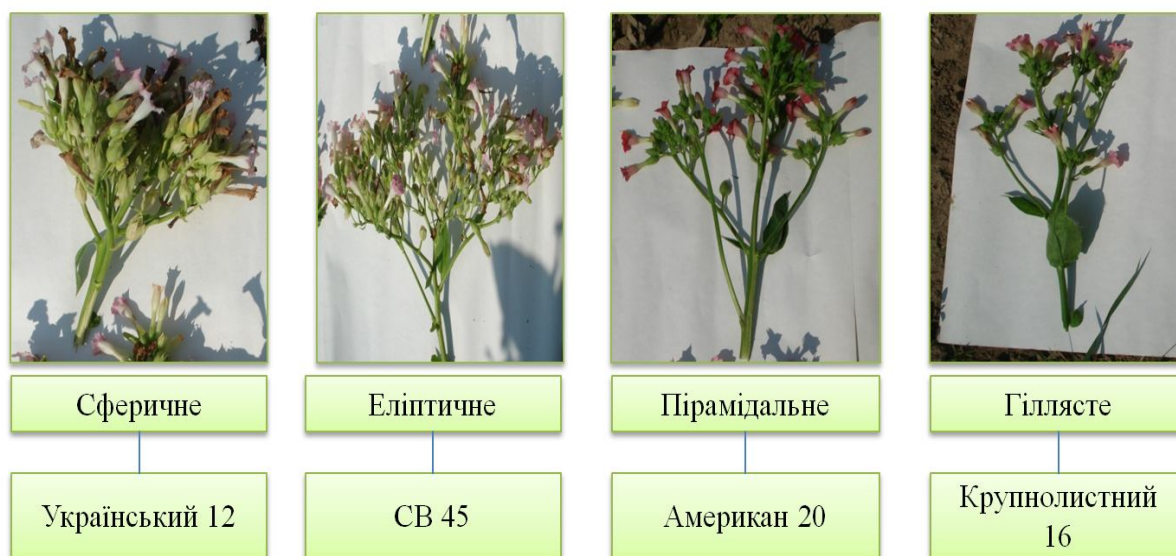 Сферичне
Еліптичне
Пірамідальне
Гіллясте
Український 12
СВ 45
Американ 20
Крупнолистний
16